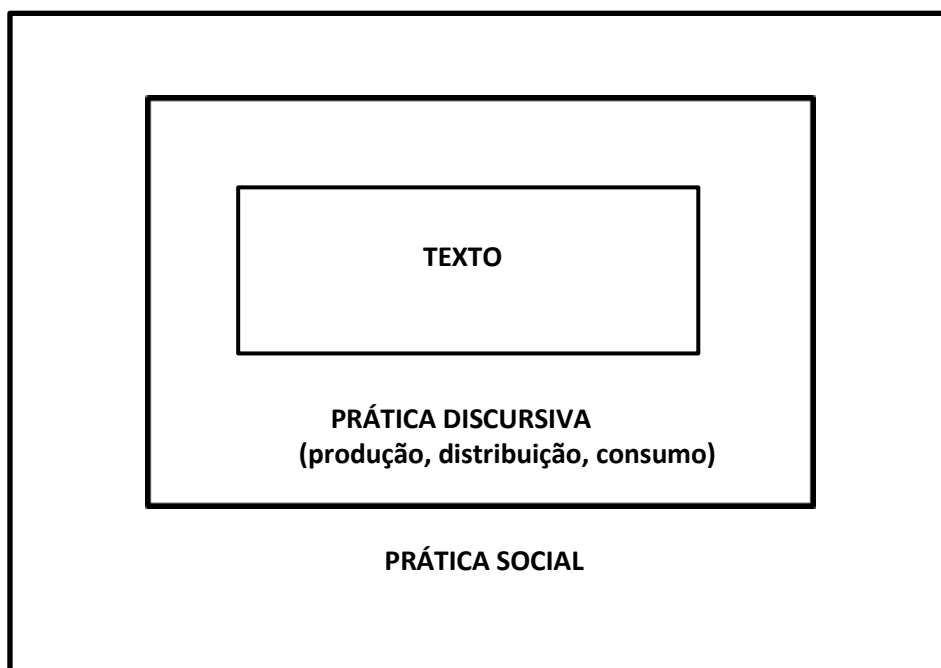 TEXTO
PRÁTICA DISCURSIVA
(produção, distribuição, consumo)
PRÁTICA SOCIAL